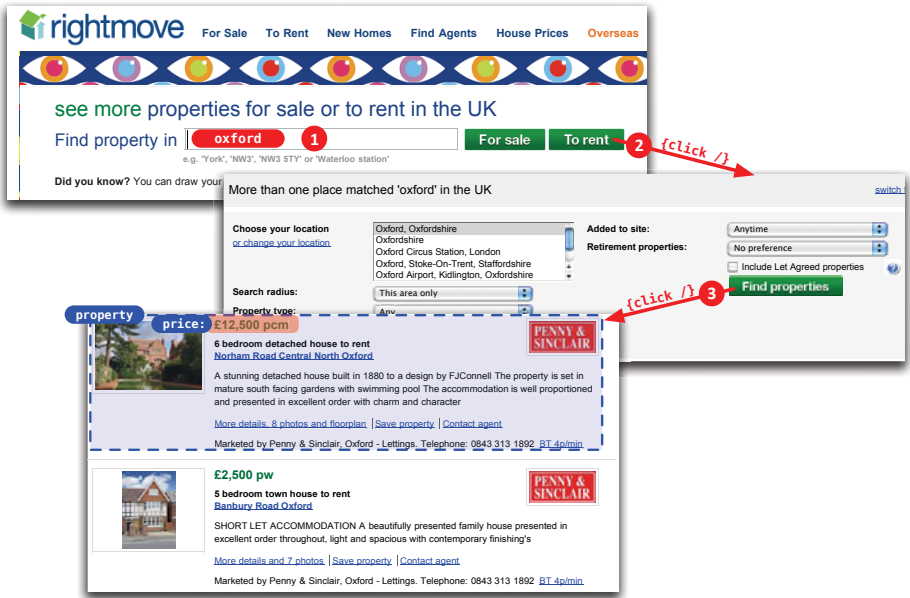 rightmove For Sale To Rent New Homes Find Agents House Prices Overseas
see more properties for sale or to rent in the UK
Find property in oxford 1 For sale To rent 2 {click /}
e.g. 'York', 'NW3', 'NW3 5TY' or 'Waterloo station'
Did you know? You can draw your
More than one place matched 'oxford' in the UK switch
Choose your location
or change your location
Oxford, Oxfordshire
Oxfordshire
Oxford Circus Station, London
Oxford, Stoke-On-Trent, Staffordshire
Oxford Airport, Kidlington, Oxfordshire
Added to site: Anytime
Retirement properties: No preference
Include Let Agreed properties
Search radius: This area only
Find properties
{click /} 3
Property type: Any
property
price: £12,500 pcm
PENNY &
SINCLAIR
6 bedroom detached house to rent
Norham Road Central North Oxford
A stunning detached house built in 1880 to a design by FJConnell The property is set in
mature south facing gardens with swimming pool The accommodation is well proportioned
and presented in excellent order with charm and character
More details, 8 photos and floorplan | Save property | Contact agent
Marketed by Penny & Sinclair, Oxford - Lettings. Telephone: 0843 313 1892 BT 4p/min
£2,500 pw
PENNY &
SINCLAIR
5 bedroom town house to rent
Banbury Road Oxford
SHORT LET ACCOMMODATION A beautifully presented family house presented in
excellent order throughout, light and spacious with contemporary finishing's
More details and 7 photos | Save property | Contact agent
Marketed by Penny & Sinclair, Oxford - Lettings. Telephone: 0843 313 1892 BT 4p/min